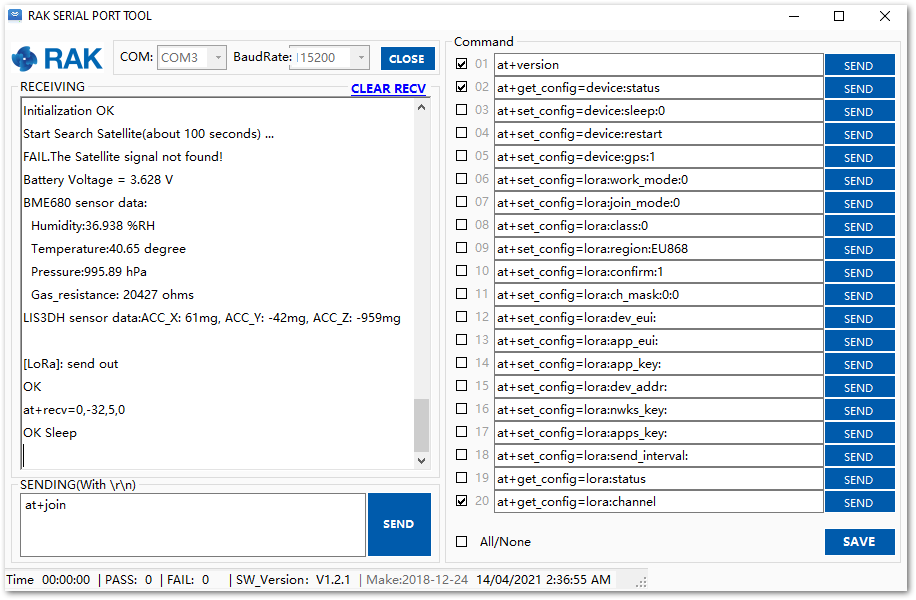 RAK SERIAL PORT TOOL
RAK
COM: COM3 BaudRate: 115200 CLOSE
RECEIVING CLEAR RECV
Initialization OK
Start Search Satellite(about 100 seconds) ...
FAIL.The Satellite signal not found!
Battery Voltage = 3.628 V
BME680 sensor data:
Humidity:36.938 %RH
Temperature:40.65 degree
Pressure:995.89 hPa
Gas_resistance: 20427 ohms
LIS3DH sensor data:ACC_X: 61mg, ACC_Y: -42mg, ACC_Z: -959mg
[LoRa]: send out
OK
at+recv=0,-32,5,0
OK Sleep
SENDING(With \r\n)
at+join
SEND
Command
01 at+version SEND
02 at+get_config=device:status SEND
03 at+set_config=device:sleep:0 SEND
04 at+set_config=device:restart SEND
05 at+set_config=device:gps:1 SEND
06 at+set_config=lora:work_mode:0 SEND
07 at+set_config=lora:join_mode:0 SEND
08 at+set_config=lora:class:0 SEND
09 at+set_config=lora:region:EU868 SEND
10 at+set_config=lora:confirm:1 SEND
11 at+set_config=lora:ch_mask:0:0 SEND
12 at+set_config=lora:dev_eui: SEND
13 at+set_config=lora:app_eui: SEND
14 at+set_config=lora:app_key: SEND
15 at+set_config=lora:dev_addr: SEND
16 at+set_config=lora:nwks_key: SEND
17 at+set_config=lora:apps_key: SEND
18 at+set_config=lora:send_interval: SEND
19 at+get_config=lora:status SEND
20 at+get_config=lora:channel SEND
All/None SAVE
Time 00:00:00 | PASS: 0 | FAIL: 0 | SW_Version: V1.2.1 | Make:2018-12-24 14/04/2021 2:36:55 AM